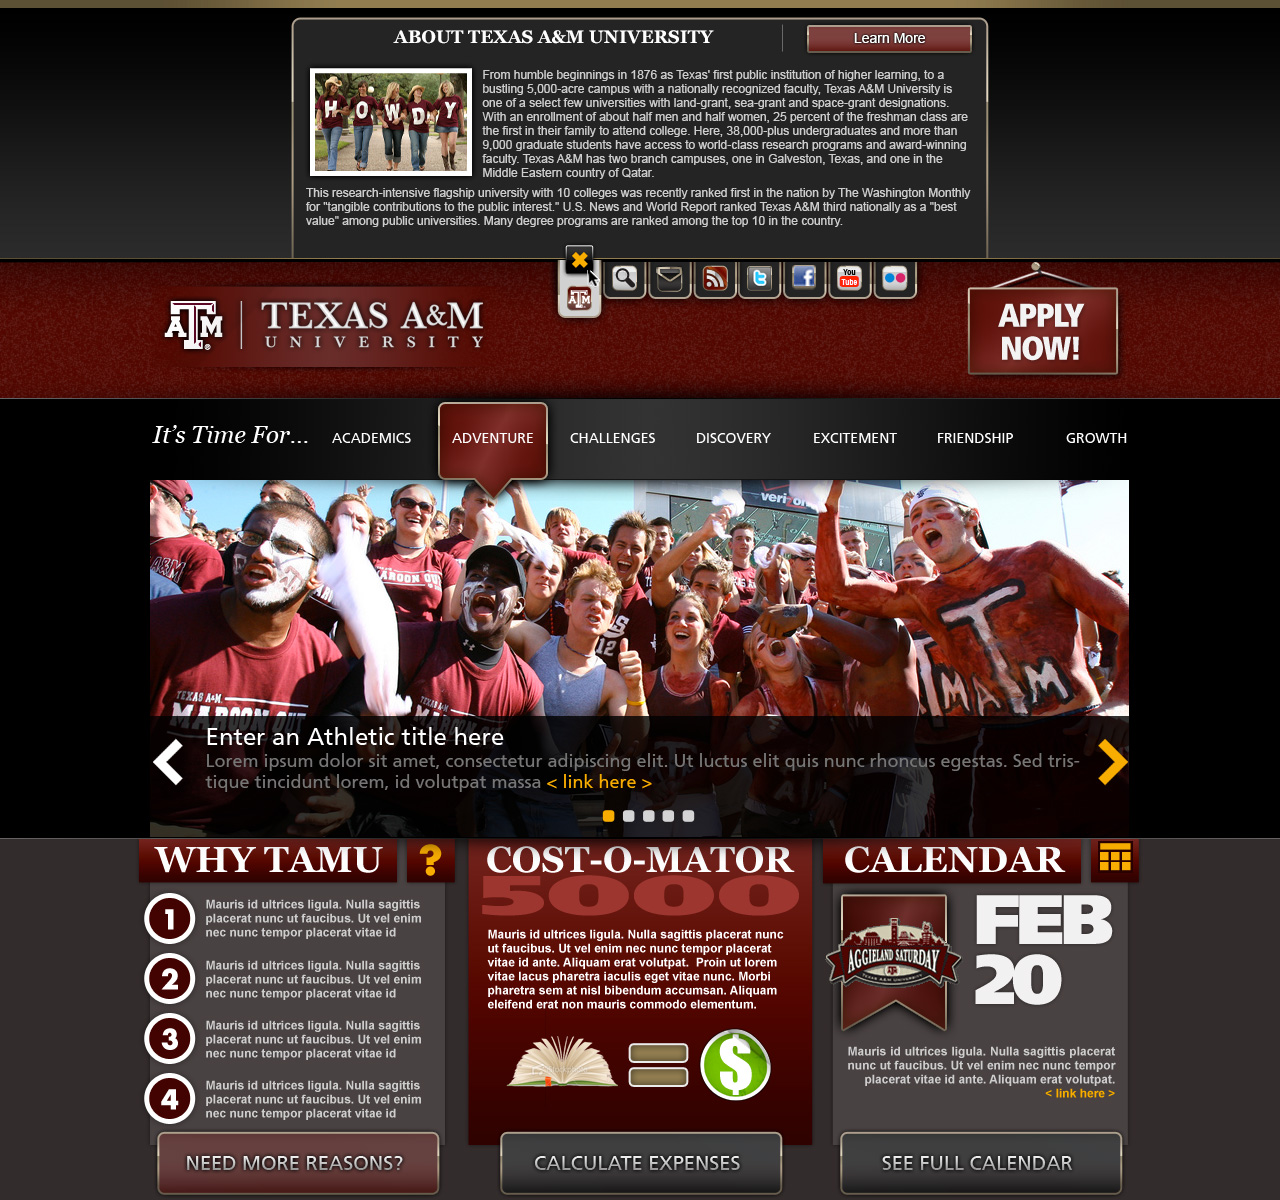 ABOUT TEXAS A&M UNIVERSITY
Learn More
HOWDY
From humble beginnings in 1876 as Texas' first public institution of higher learning, to a
bustling 5,000-acre campus with a nationally recognized faculty, Texas A&M University is
one of a select few universities with land-grant, sea-grant and space-grant designations.
With an enrollment of about half men and half women, 25 percent of the freshman class are
the first in their family to attend college. Here, 38,000-plus undergraduates and more than
9,000 graduate students have access to world-class research programs and award-winning
faculty. Texas A&M has two branch campuses, one in Galveston, Texas, and one in the
Middle Eastern country of Qatar.
This research-intensive flagship university with 10 colleges was recently ranked first in the nation by The Washington Monthly
for "tangible contributions to the public interest." U.S. News and World Report ranked Texas A&M third nationally as a "best
value" among public universities. Many degree programs are ranked among the top 10 in the country.
ATM
You
Tube
ATM ®
TEXAS A&M
UNIVERSITY
APPLY
NOW!
It's Time For...
ACADEMICS
ADVENTURE
CHALLENGES
DISCOVERY
EXCITEMENT
FRIENDSHIP
GROWTH
verizon
A&M
MAROON OUT
12
TEXAS A&M
MAROON OUT
TEXAS A&M
MAROON OUT
ATM
Enter an Athletic title here
Lorem ipsum dolor sit amet, consectetur adipiscing elit. Ut luctus elit quis nunc rhoncus egestas. Sed tris-
tique tincidunt lorem, id volutpat massa < link here >
WHY TAMU
?
1
Mauris id ultrices ligula. Nulla sagittis
placerat nunc ut faucibus. Ut vel enim
nec nunc tempor placerat vitae id
2
Mauris id ultrices ligula. Nulla sagittis
placerat nunc ut faucibus. Ut vel enim
nec nunc tempor placerat vitae id
3
Mauris id ultrices ligula. Nulla sagittis
placerat nunc ut faucibus. Ut vel enim
nec nunc tempor placerat vitae id
4
Mauris id ultrices ligula. Nulla sagittis
placerat nunc ut faucibus. Ut vel enim
nec nunc tempor placerat vitae id
NEED MORE REASONS?
COST-O-MATOR
5000
Mauris id ultrices ligula. Nulla sagittis placerat nunc
ut faucibus. Ut vel enim nec nunc tempor placerat
vitae id ante. Aliquam erat volutpat. Proin ut lorem
vitae lacus pharetra iaculis eget vitae nunc. Morbi
pharetra sem at nisl bibendum accumsan. Aliquam
eleifend erat non mauris commodo elementum.
$
CALCULATE EXPENSES
CALENDAR
AGGIELAND SATURDAY
TEXAS A&M UNIVERSITY
FEB
20
Mauris id ultrices ligula. Nulla sagittis placerat
nunc ut faucibus. Ut vel enim nec nunc tempor
placerat vitae id ante. Aliquam erat volutpat.
< link here >
SEE FULL CALENDAR